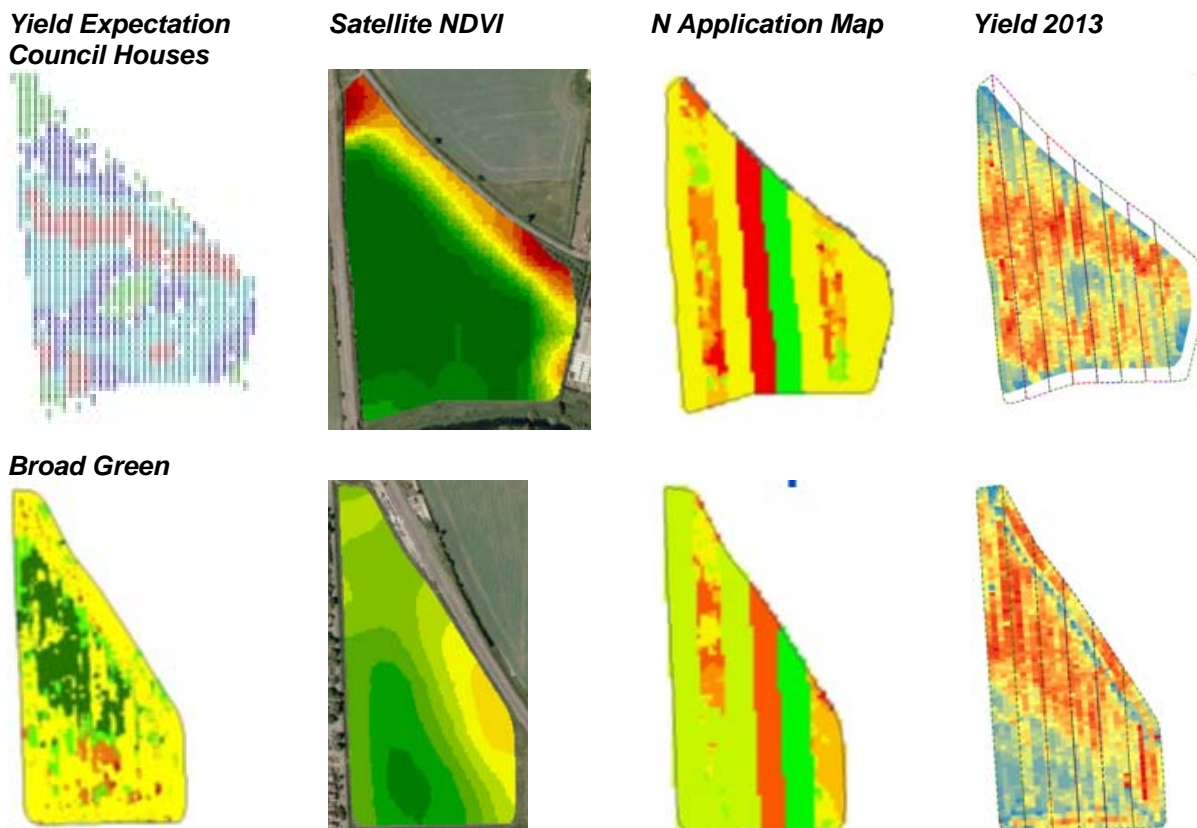 Yield Expectation
Council Houses
Satellite NDVI
N Application Map
Yield 2013
Broad Green